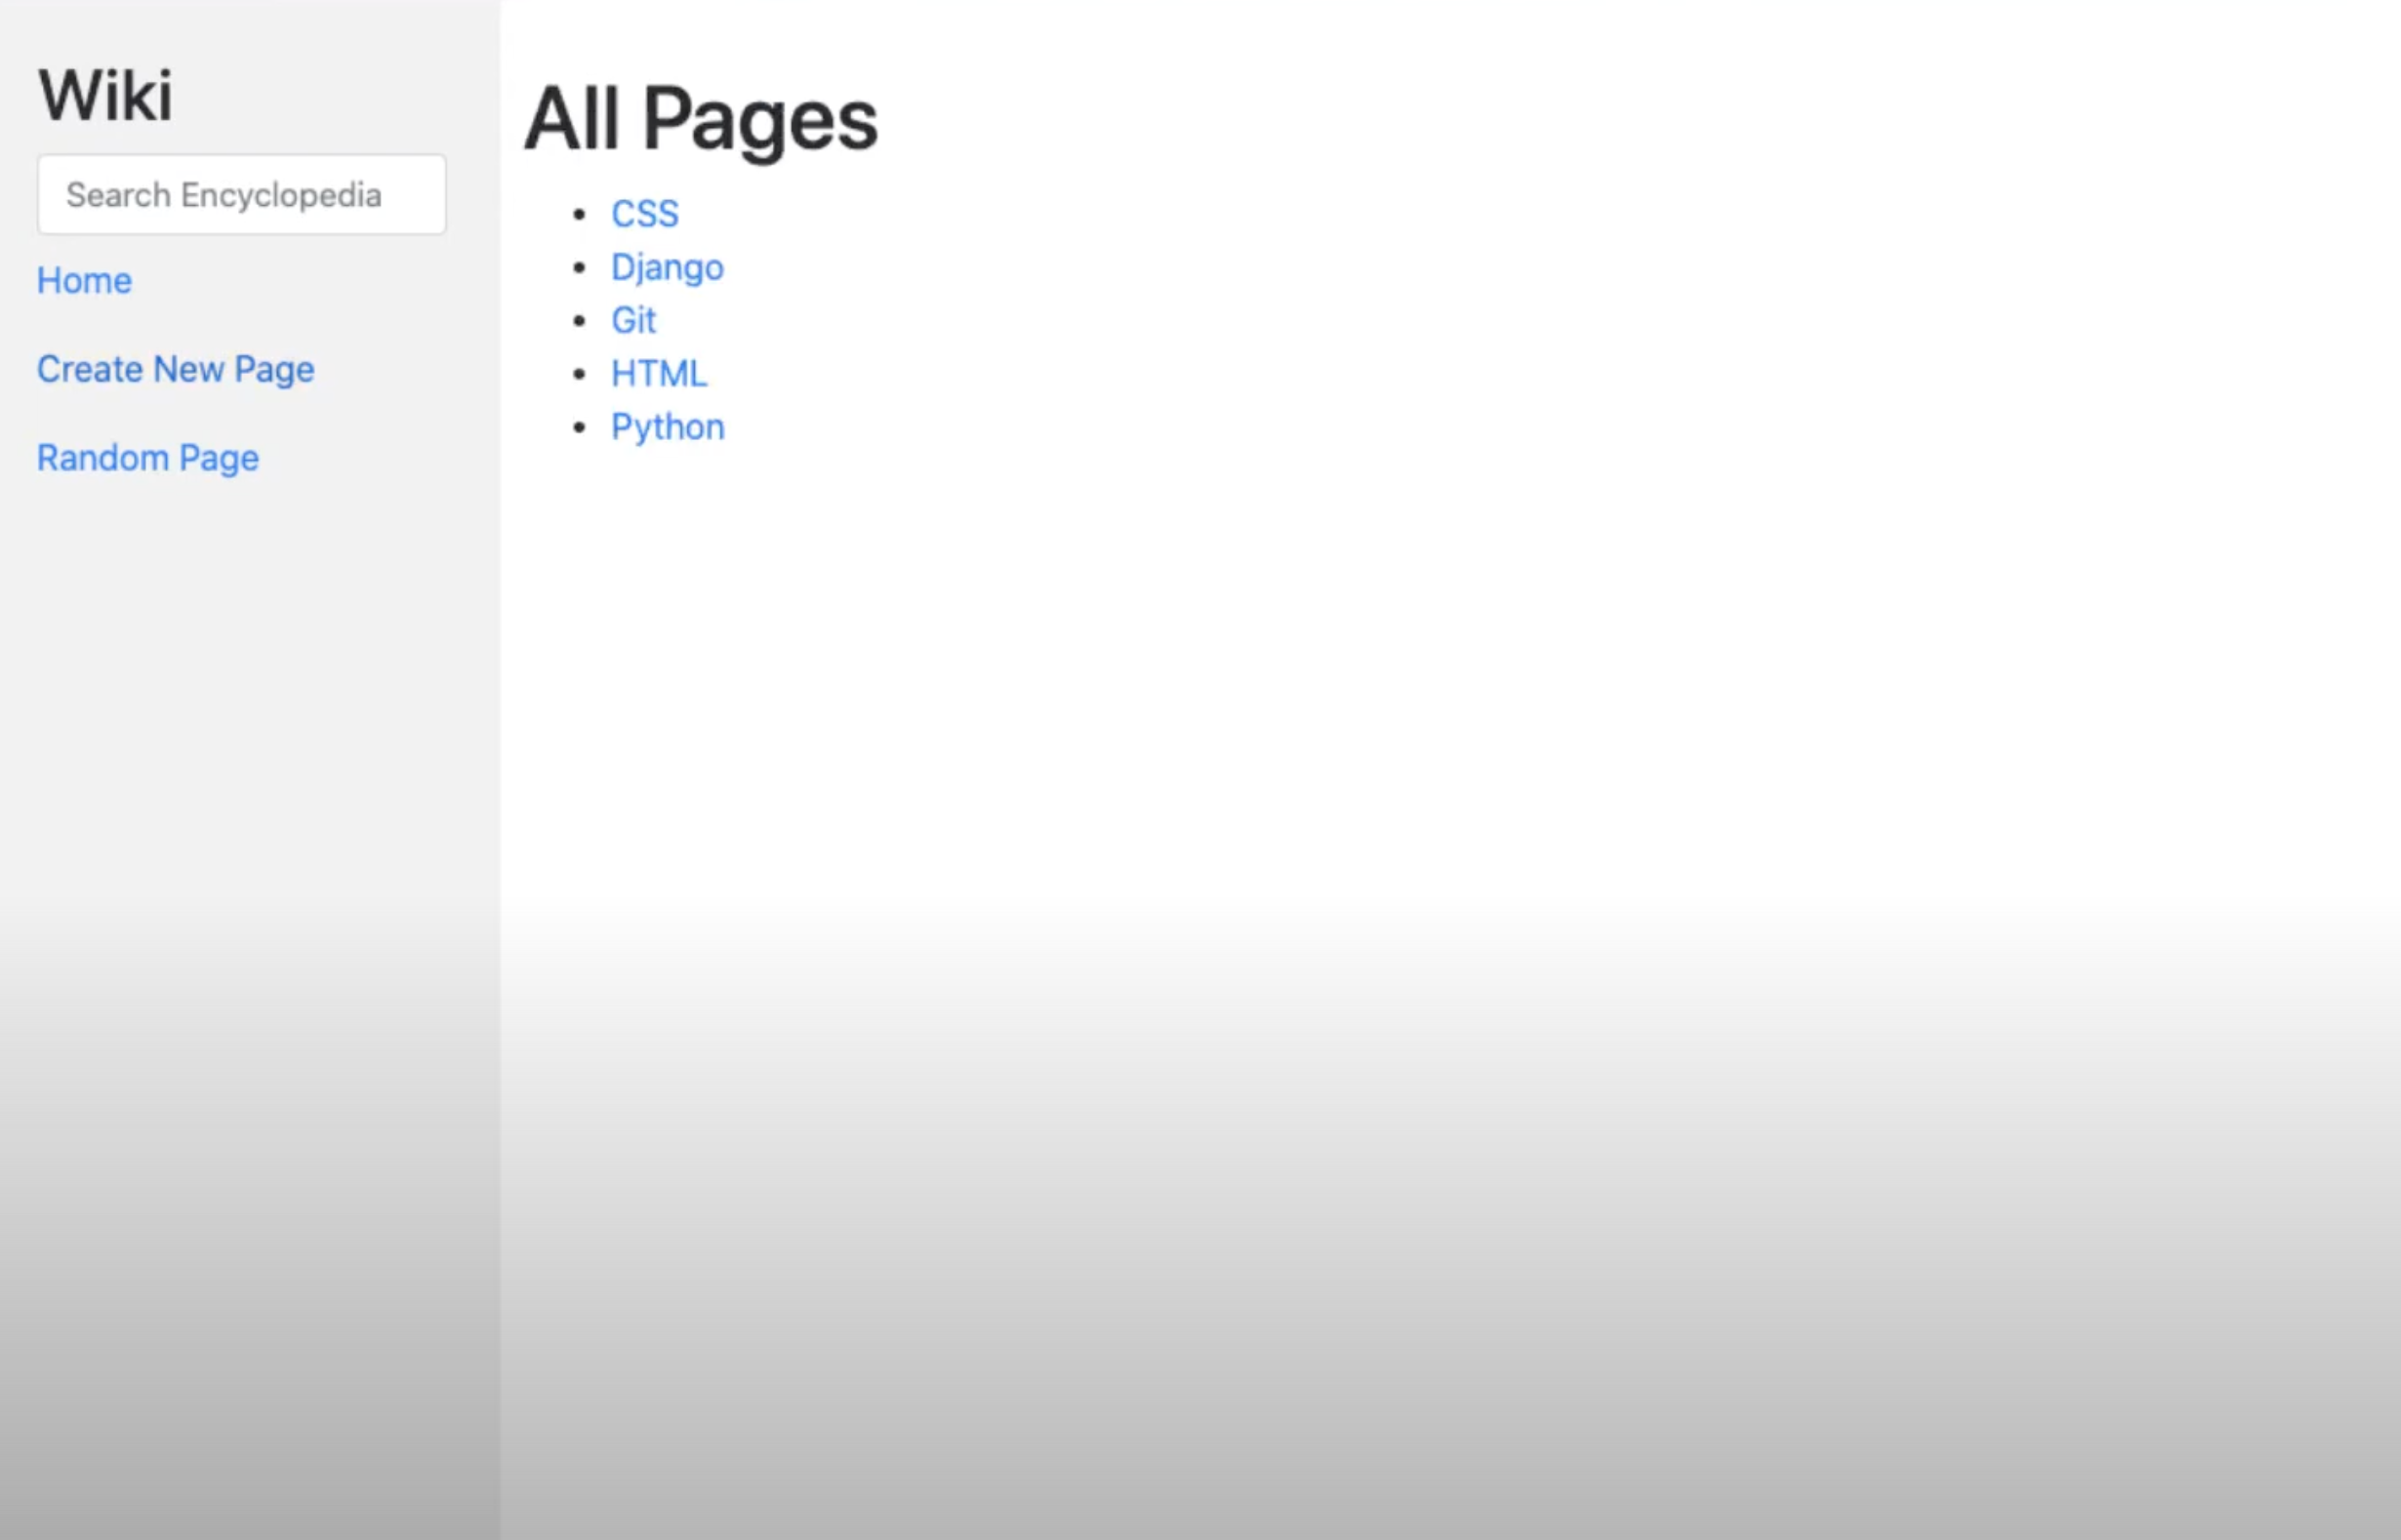 Wiki
Search Encyclopedia
Home
Create New Page
Random Page
All Pages
CSS
Django
Git
HTML
Python